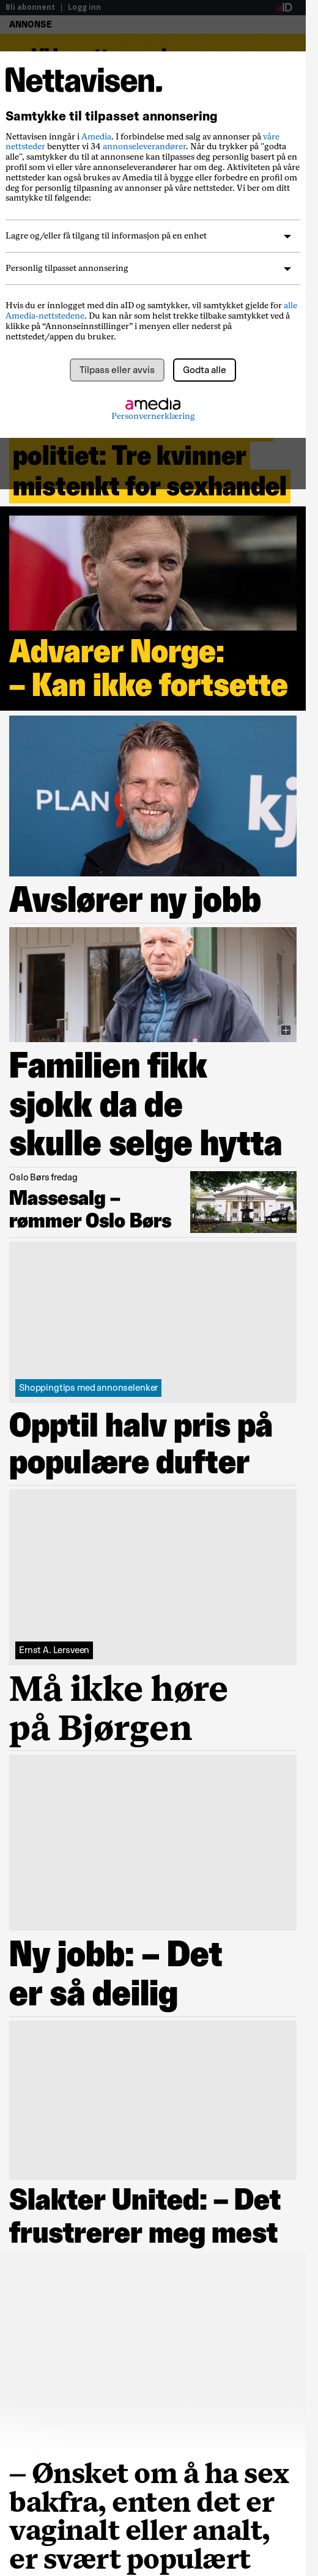 Bli abonnent | Logg inn
aID
ANNONSE
Nettavisen.
Samtykke til tilpasset annonsering
Nettavisen inngår i Amedia. I forbindelse med salg av annonser på våre
nettsteder benytter vi 34 annonseleverandører. Når du trykker på "godta
alle", samtykker du til at annonsene kan tilpasses deg personlig basert på en
profil som vi eller våre annonseleverandører har om deg. Aktiviteten på våre
nettsteder kan også brukes av Amedia til å bygge eller forbedre en profil om
deg for personlig tilpasning av annonser på våre nettsteder. Vi ber om ditt
samtykke til følgende:
Lagre og/eller få tilgang til informasjon på en enhet
Personlig tilpasset annonsering
Hvis du er innlogget med din aID og samtykker, vil samtykket gjelde for alle
Amedia-nettstedene. Du kan når som helst trekke tilbake samtykket ved å
klikke på “Annonseinnstillinger” i menyen eller nederst på
nettstedet/appen du bruker.
Tilpass eller avvis
Godta alle
amedia
Personvernerklæring
politiet: Tre kvinner
mistenkt for sexhandel
Advarer Norge:
– Kan ikke fortsette
PLAN
kj
Avslører ny jobb
Familien fikk
sjokk da de
skulle selge hytta
Oslo Børs fredag
Massesalg –
rømmer Oslo Børs
Shoppingtips med annonselenker
Opptil halv pris på
populære dufter
Ernst A. Lersveen
Må ikke høre
på Bjørgen
Ny jobb: – Det
er så deilig
Slakter United: – Det
frustrerer meg mest
– Ønsket om å ha sex
bakfra, enten det er
vaginalt eller analt,
er svært populært